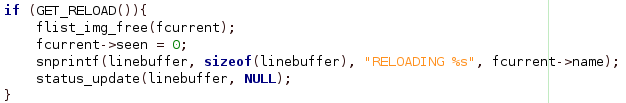 if (GET_RELOAD()){
    flist_img_free(fcurrent);
    fcurrent->seen = 0;
    snprintf(linebuffer, sizeof(linebuffer), "RELOADING %s", fcurrent->name);
    status_update(linebuffer, NULL);
}